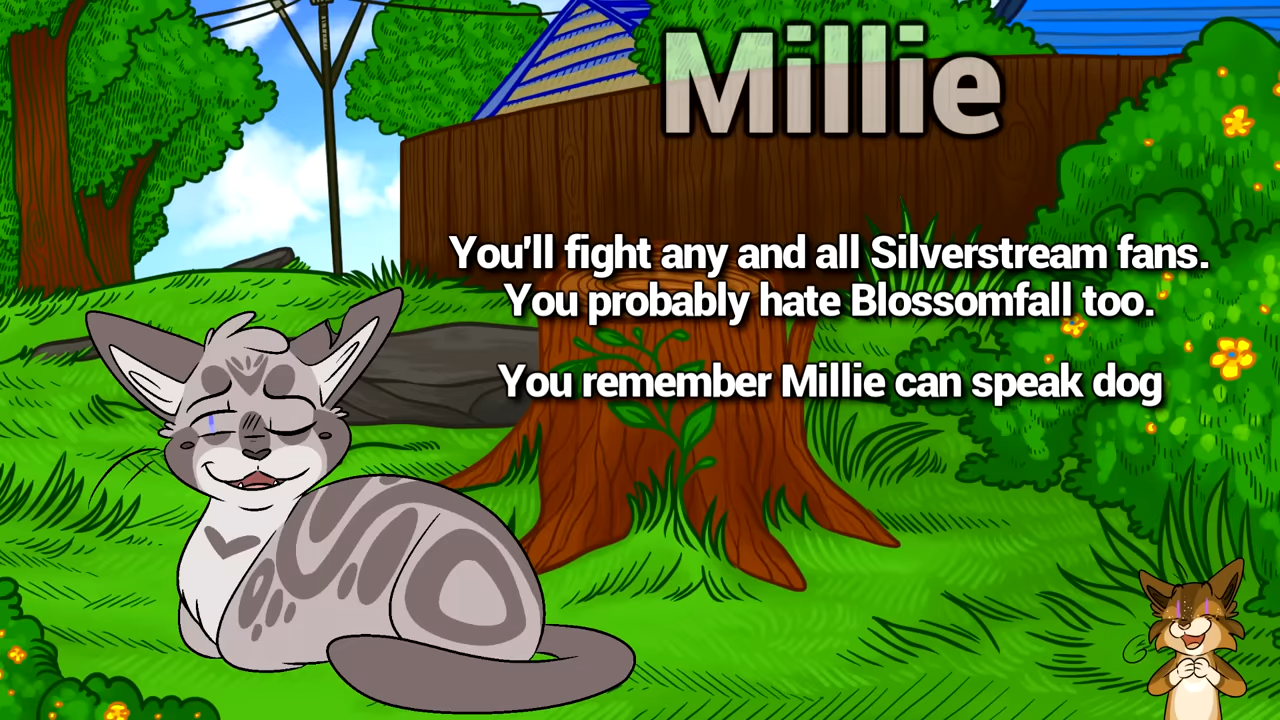 Millie
You'll fight any and all Silverstream fans.
You probably hate Blossomfall too.
You remember Millie can speak dog